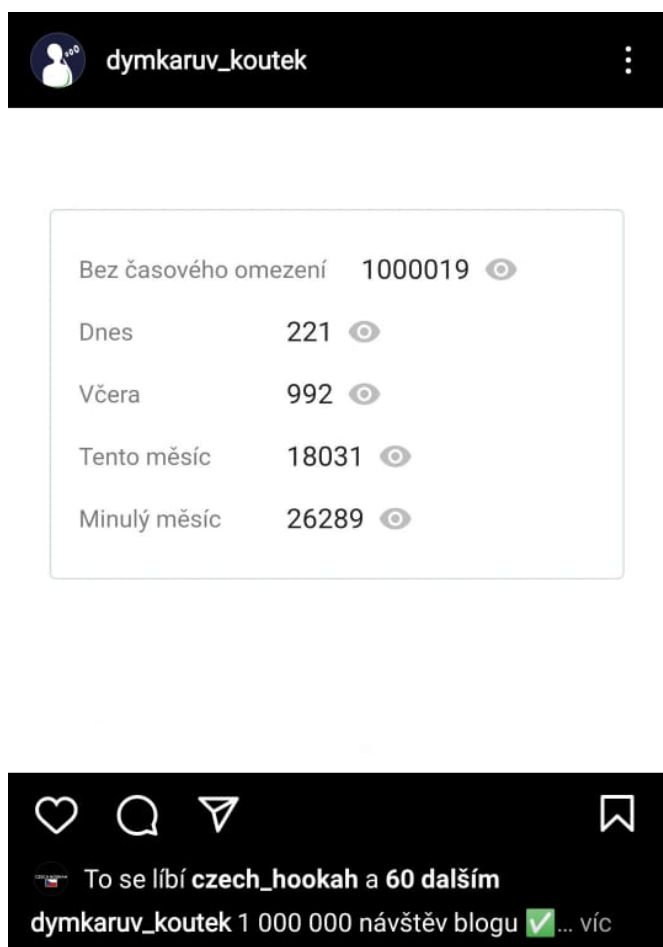 dymkaruv_koutek
Bez časového omezení 1000019
Dnes 221
Včera 992
Tento měsíc 18031
Minulý měsíc 26289
To se líbí czech_hookah a 60 dalším
dymkaruv_koutek 1 000 000 návštěv blogu ✅... víc